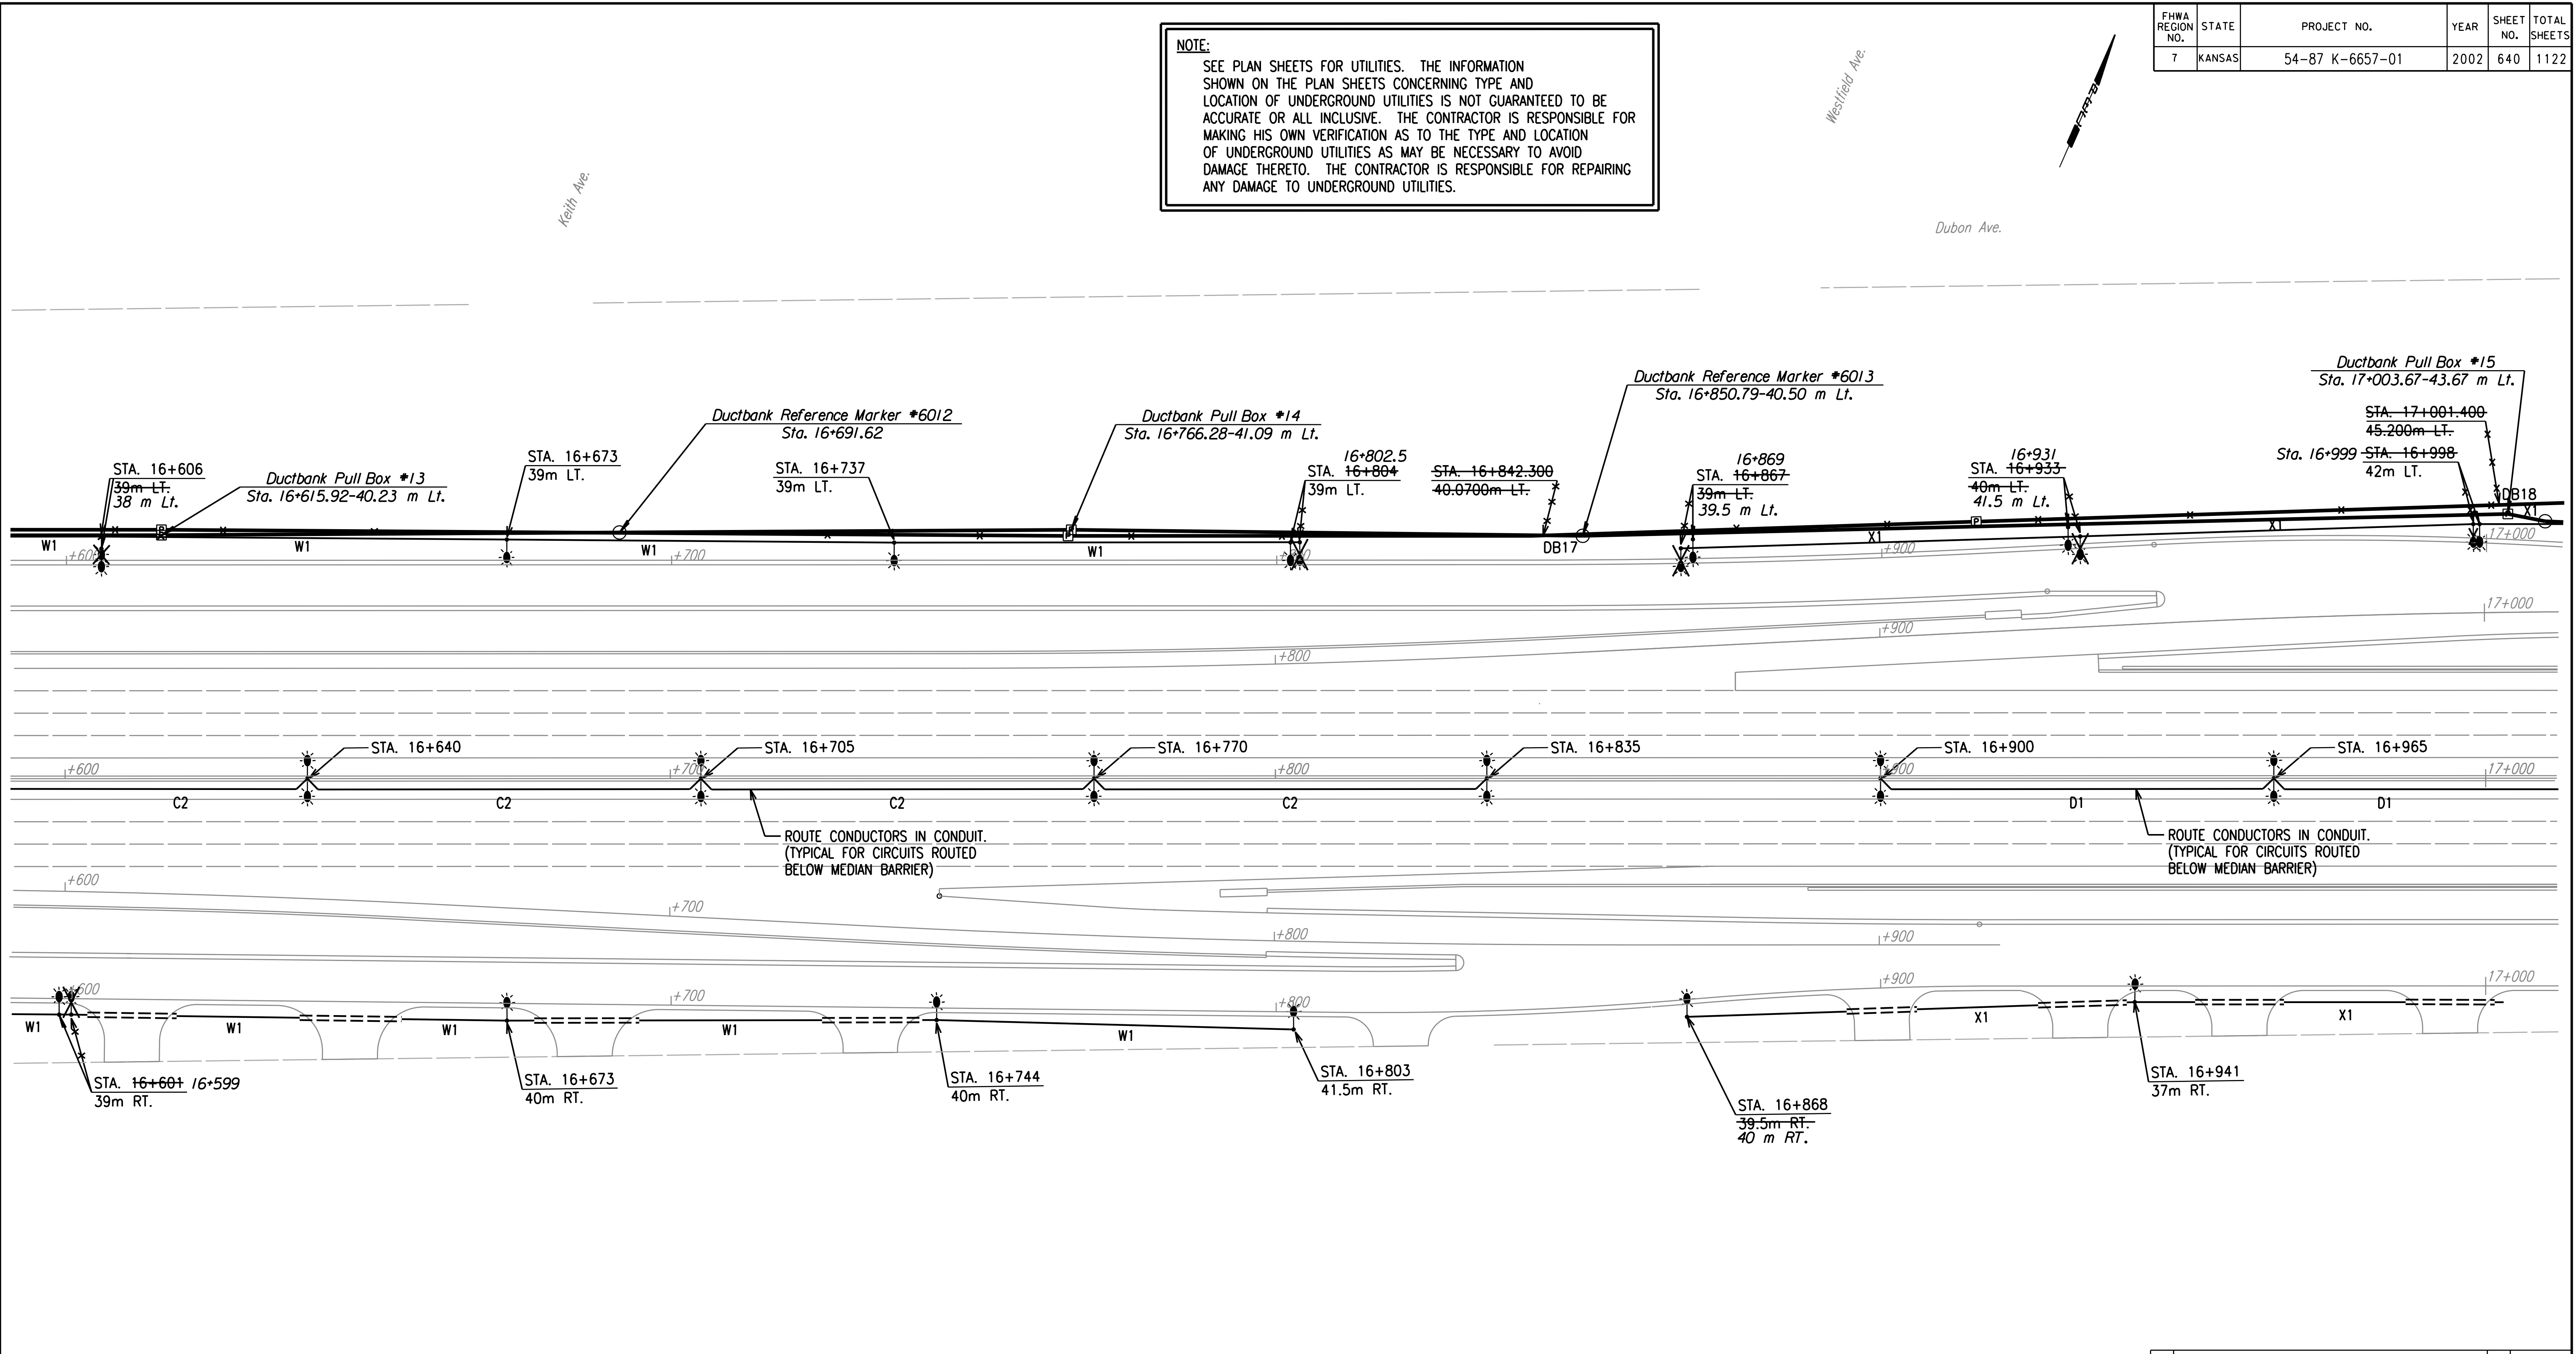 FHWA REGION NO.
STATE
PROJECT NO.
YEAR
SHEET NO.
TOTAL SHEETS
7
KANSAS
54-87 K-6657-01
2002
640
1122
NOTE:
SEE PLAN SHEETS FOR UTILITIES. THE INFORMATION
SHOWN ON THE PLAN SHEETS CONCERNING TYPE AND
LOCATION OF UNDERGROUND UTILITIES IS NOT GUARANTEED TO BE
ACCURATE OR ALL INCLUSIVE. THE CONTRACTOR IS RESPONSIBLE FOR
MAKING HIS OWN VERIFICATION AS TO THE TYPE AND LOCATION
OF UNDERGROUND UTILITIES AS MAY BE NECESSARY TO AVOID
DAMAGE THERETO. THE CONTRACTOR IS RESPONSIBLE FOR REPAIRING
ANY DAMAGE TO UNDERGROUND UTILITIES.
Keith Ave.
Westfield Ave.
Dubon Ave.
STA. 16+606
39m LT.
38 m Lt.
Ductbank Pull Box #13
Sta. 16+615.92-40.23 m Lt.
STA. 16+673
39m LT.
Ductbank Reference Marker #6012
Sta. 16+691.62
STA. 16+737
39m LT.
Ductbank Pull Box #14
Sta. 16+766.28-41.09 m Lt.
16+802.5
STA. 16+804
39m LT.
STA. 16+842.300
40.0700m LT.
Ductbank Reference Marker #6013
Sta. 16+850.79-40.50 m Lt.
16+869
STA. 16+867
39m LT.
39.5 m Lt.
16+931
STA. 16+933
40m LT.
41.5 m Lt.
Ductbank Pull Box #15
Sta. 17+003.67-43.67 m Lt.
STA. 17+001.400
45.200m LT.
Sta. 16+999 STA. 16+998
42m LT.
DB18
X1
W1
+600
W1
W1
+700
W1
DB17
X1
+900
X1
17+000
+800
+900
17+000
STA. 16+640
STA. 16+705
STA. 16+770
STA. 16+835
STA. 16+900
STA. 16+965
+600
+700
+800
+900
17+000
C2
C2
C2
C2
D1
D1
ROUTE CONDUCTORS IN CONDUIT.
(TYPICAL FOR CIRCUITS ROUTED
BELOW MEDIAN BARRIER)
ROUTE CONDUCTORS IN CONDUIT.
(TYPICAL FOR CIRCUITS ROUTED
BELOW MEDIAN BARRIER)
+600
+700
+800
+900
+600
+700
+800
+900
17+000
W1
W1
W1
W1
W1
X1
X1
STA. 16+601 16+599
39m RT.
STA. 16+673
40m RT.
STA. 16+744
40m RT.
STA. 16+803
41.5m RT.
STA. 16+868
39.5m RT.
40 m RT.
STA. 16+941
37m RT.